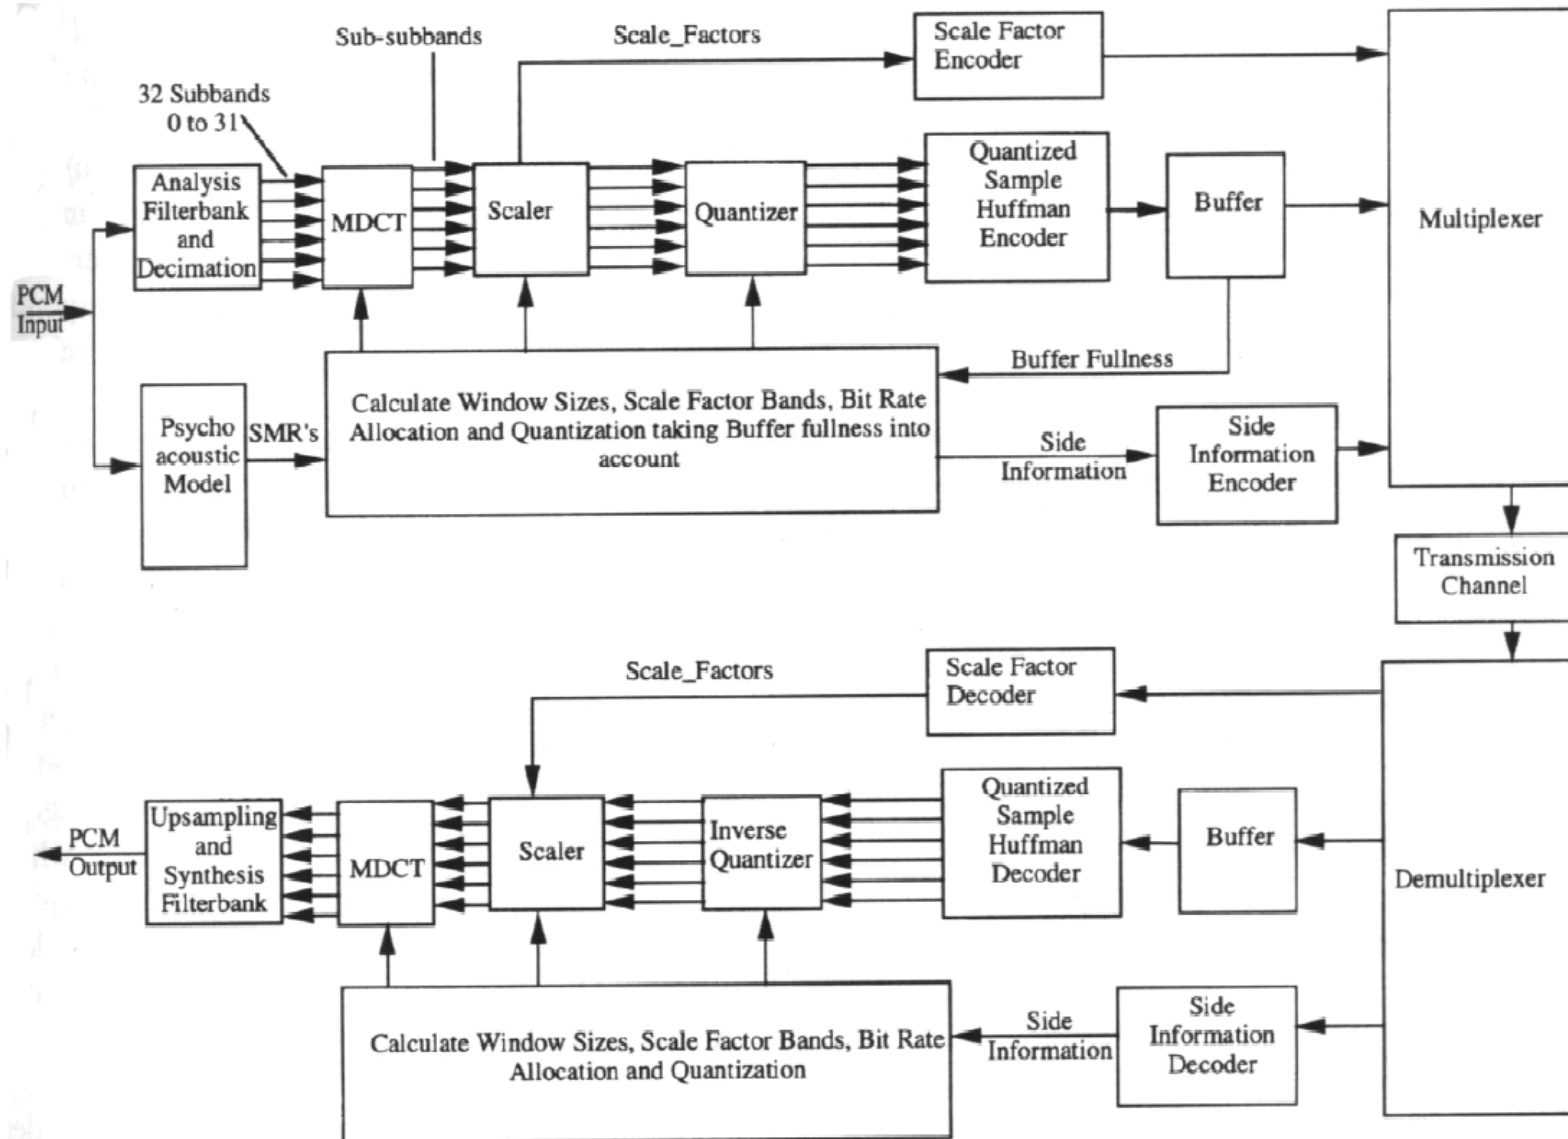 Sub-subbands
Scale_Factors
Scale Factor
Encoder
32 Subbands
0 to 31
Analysis
Filterbank
and
Decimation
MDCT
Scaler
Quantizer
Quantized
Sample
Huffman
Encoder
Buffer
Multiplexer
PCM
Input
Buffer Fullness
Psycho
acoustic
Model
SMR's
Calculate Window Sizes, Scale Factor Bands, Bit Rate
Allocation and Quantization taking Buffer fullness into
account
Side
Information
Side
Information
Encoder
Transmission
Channel
Scale_Factors
Scale Factor
Decoder
PCM
Output
Upsampling
and
Synthesis
Filterbank
MDCT
Scaler
Inverse
Quantizer
Quantized
Sample
Huffman
Decoder
Buffer
Demultiplexer
Calculate Window Sizes, Scale Factor Bands, Bit Rate
Allocation and Quantization
Side
Information
Side
Information
Decoder